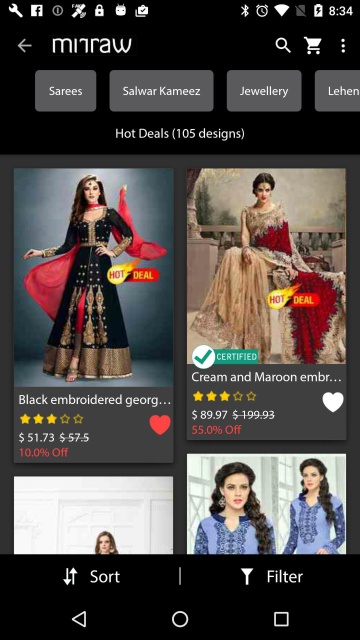 8:34
mirraw
Sarees
Salwar Kameez
Jewellery
Lehen
Hot Deals (105 designs)
HOT DEAL
HOT DEAL
CERTIFIED
Black embroidered georg...
$ 51.73 $ 57.5
10.0% Off
Cream and Maroon embr...
$ 89.97 $ 199.93
55.0% Off
Sort
Filter